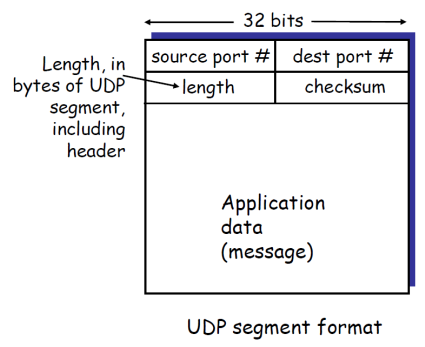 32 bits
source port # dest port #
Length, in
bytes of UDP
segment,
including
header
length checksum
Application
data
(message)
UDP segment format